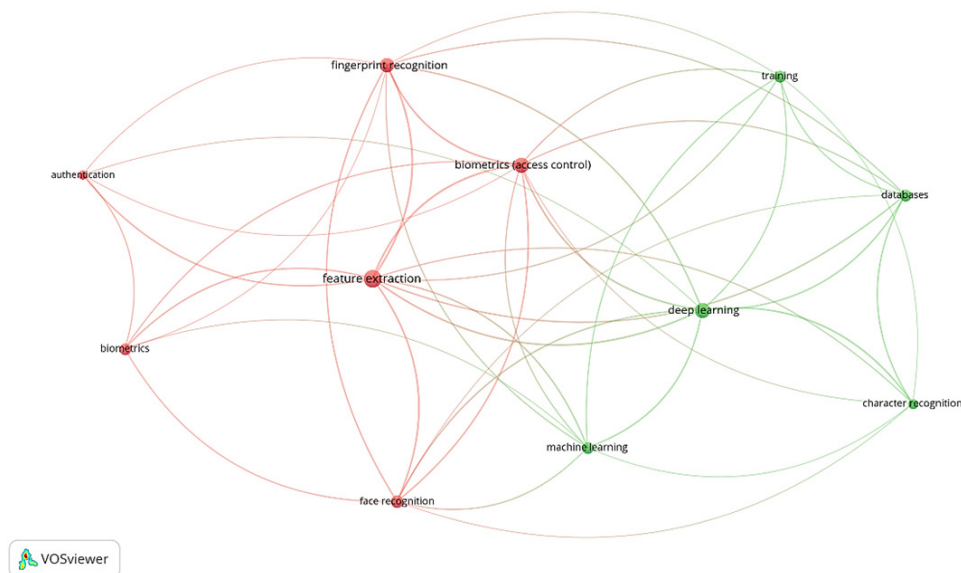 fingerprint recognition
training
biometrics (access control)
authentication
databases
feature extraction
deep learning
biometrics
character recognition
machine learning
face recognition
VOSviewer